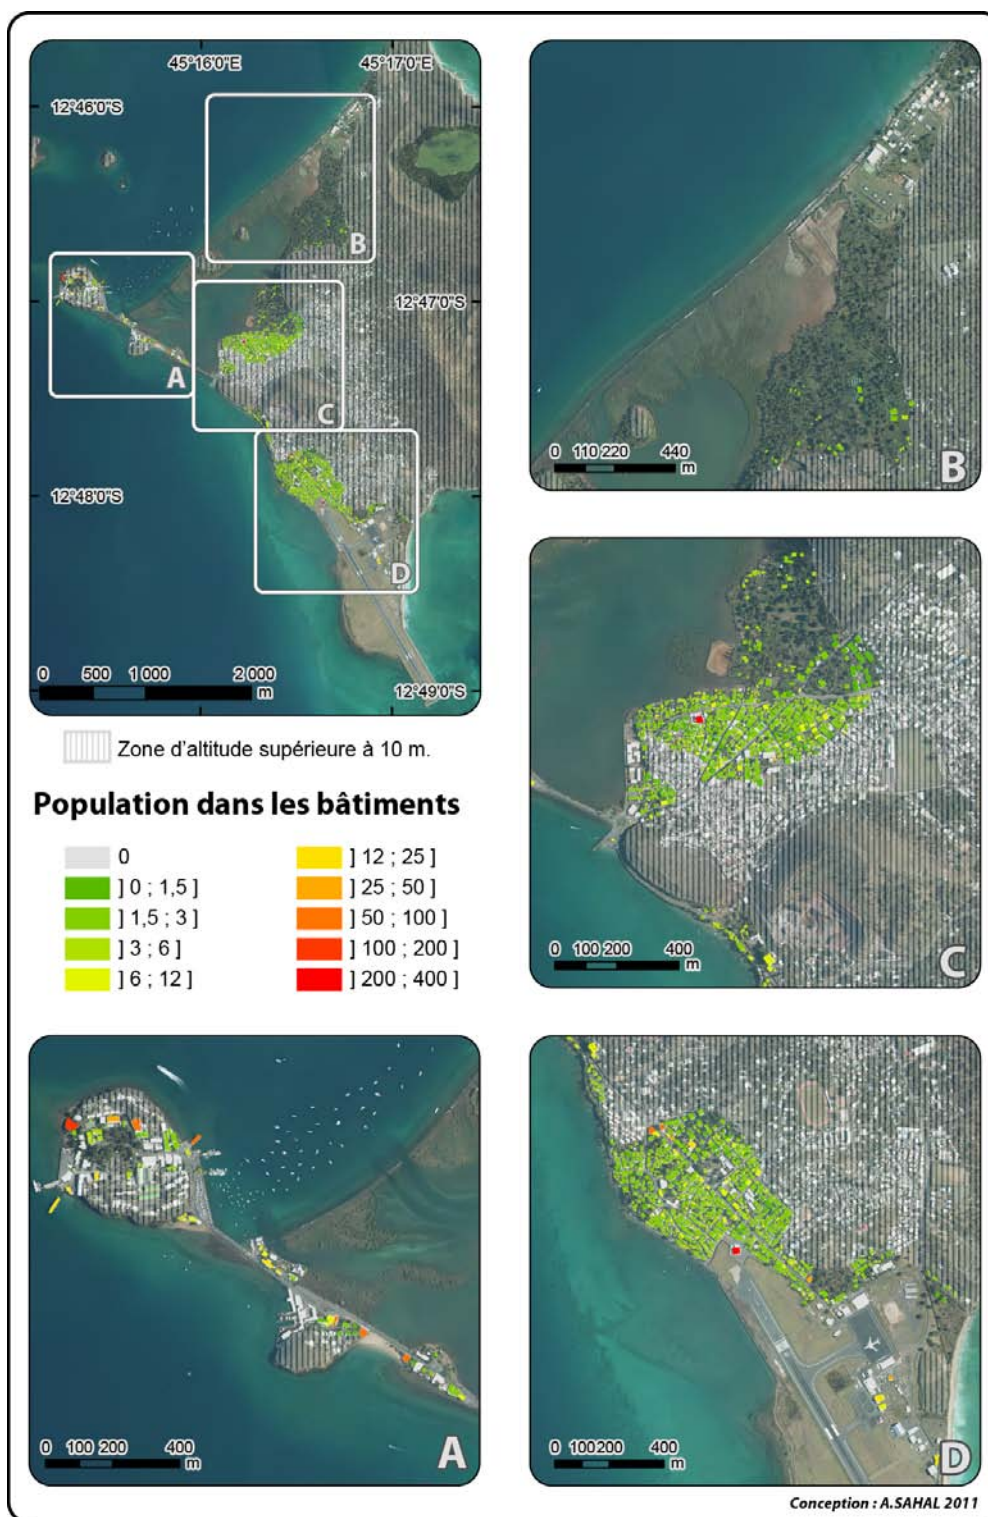 45°16'0"E
45°17'0"E
12°46'0"S
B
12°47'0"S
A
C
12°48'0"S
D
0 500 1 000 2 000
m
12°49'0"S
0 110 220 440
m
B
Zone d'altitude supérieure à 10 m.
Population dans les bâtiments
0
] 0 ; 1,5 ]
] 1,5 ; 3 ]
] 3 ; 6 ]
] 6 ; 12 ]
] 12 ; 25 ]
] 25 ; 50 ]
] 50 ; 100 ]
] 100 ; 200 ]
] 200 ; 400 ]
0 100 200 400
m
C
0 100 200 400
m
A
0 100 200 400
m
D
Conception : A.SAHAL 2011